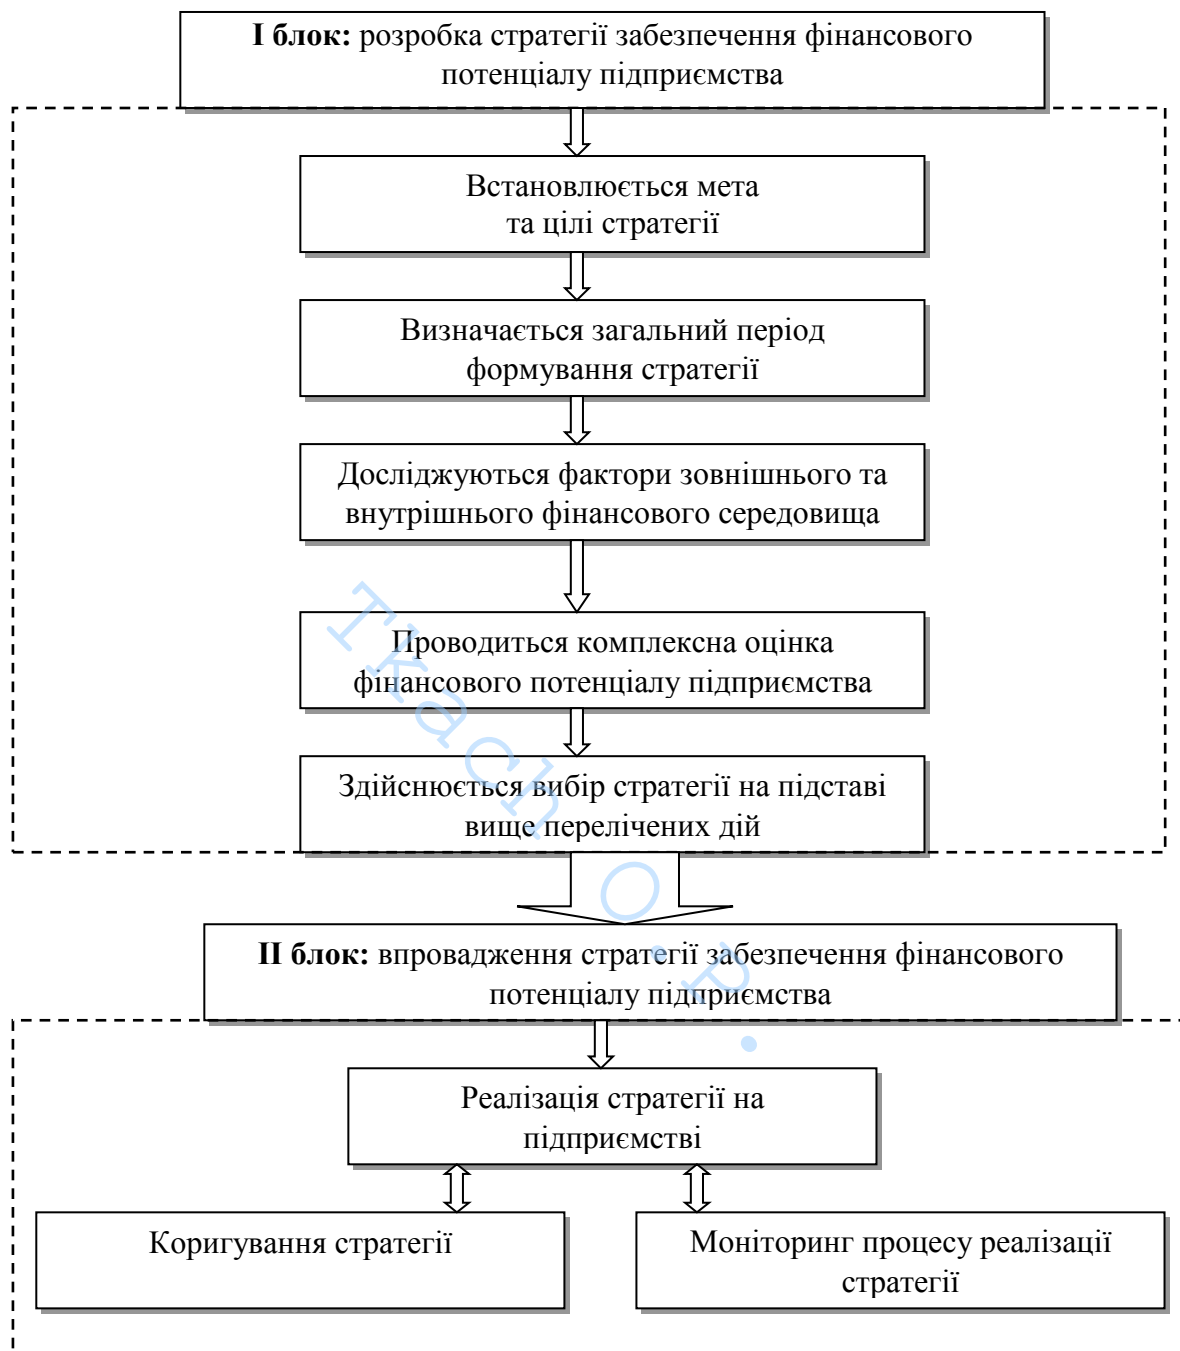 І блок: розробка стратегії забезпечення фінансового
потенціалу підприємства
Встановлюється мета
та цілі стратегії
Визначається загальний період
формування стратегії
Досліджуються фактори зовнішнього та
внутрішнього фінансового середовища
Проводиться комплексна оцінка
фінансового потенціалу підприємства
Здійснюється вибір стратегії на підставі
вище перелічених дій
ІІ блок: впровадження стратегії забезпечення фінансового
потенціалу підприємства
Реалізація стратегії на
підприємстві
Коригування стратегії
Моніторинг процесу реалізації
стратегії
Tkach O.P.